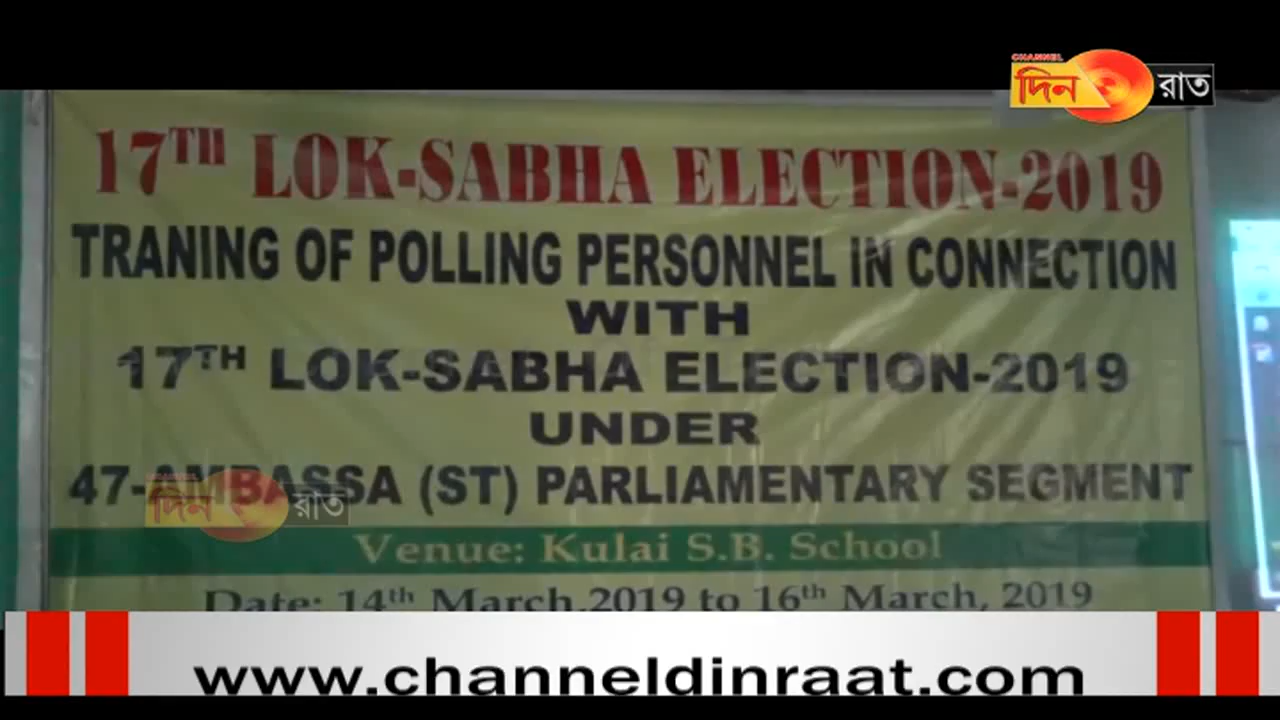 CHANNEL
দিন রাত
17TH LOK-SABHA ELECTION-2019
TRANING OF POLLING PERSONNEL IN CONNECTION
WITH
17TH LOK-SABHA ELECTION-2019
UNDER
47-AMBASSA (ST) PARLIAMENTARY SEGMENT
দিন রাত
Venue: Kulai S.B. School
Date: 14th March,2019 to 16th March, 2019
www.channeldinraat.com